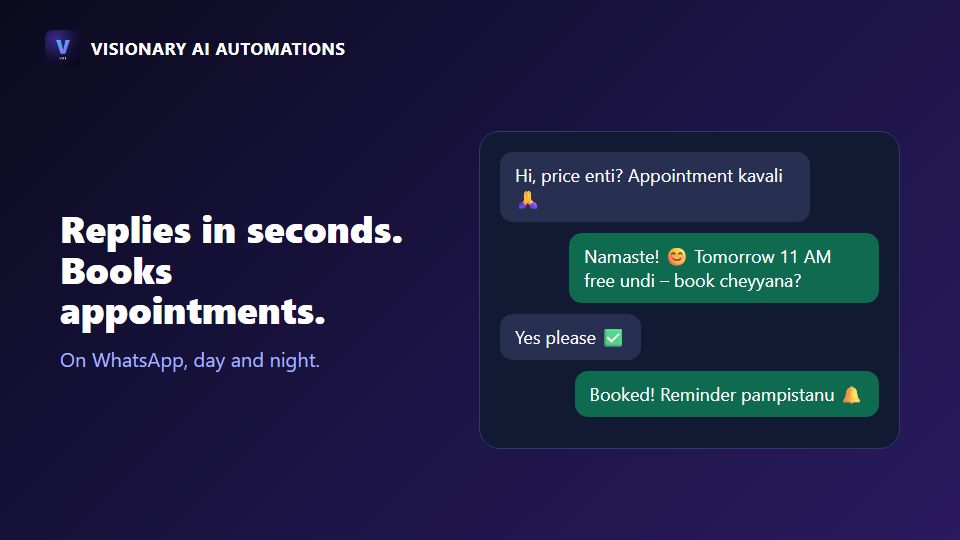 V
VAI
VISIONARY AI AUTOMATIONS
Replies in seconds.
Books
appointments.
On WhatsApp, day and night.
Hi, price enti? Appointment kavali
🙏
Namaste! 😊 Tomorrow 11 AM
free undi – book cheyyana?
Yes please ✅
Booked! Reminder pampistanu 🔔